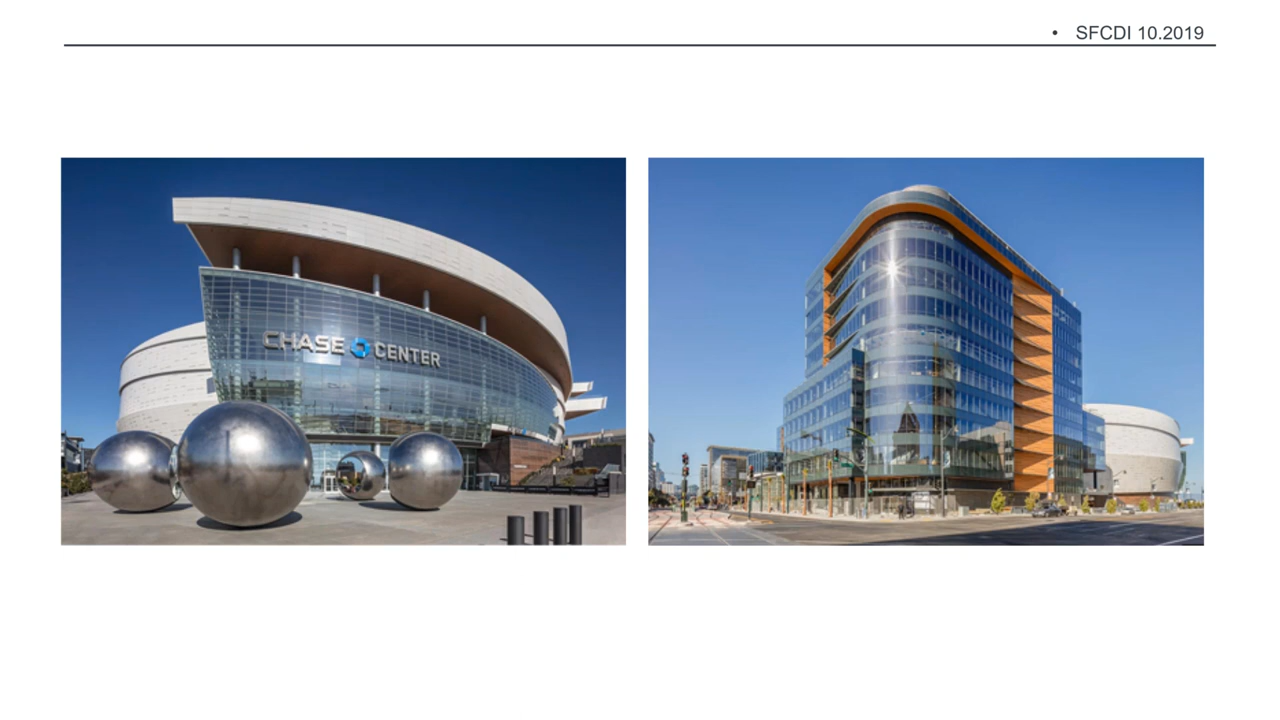 • SFCDI 10.2019
CHASE CENTER